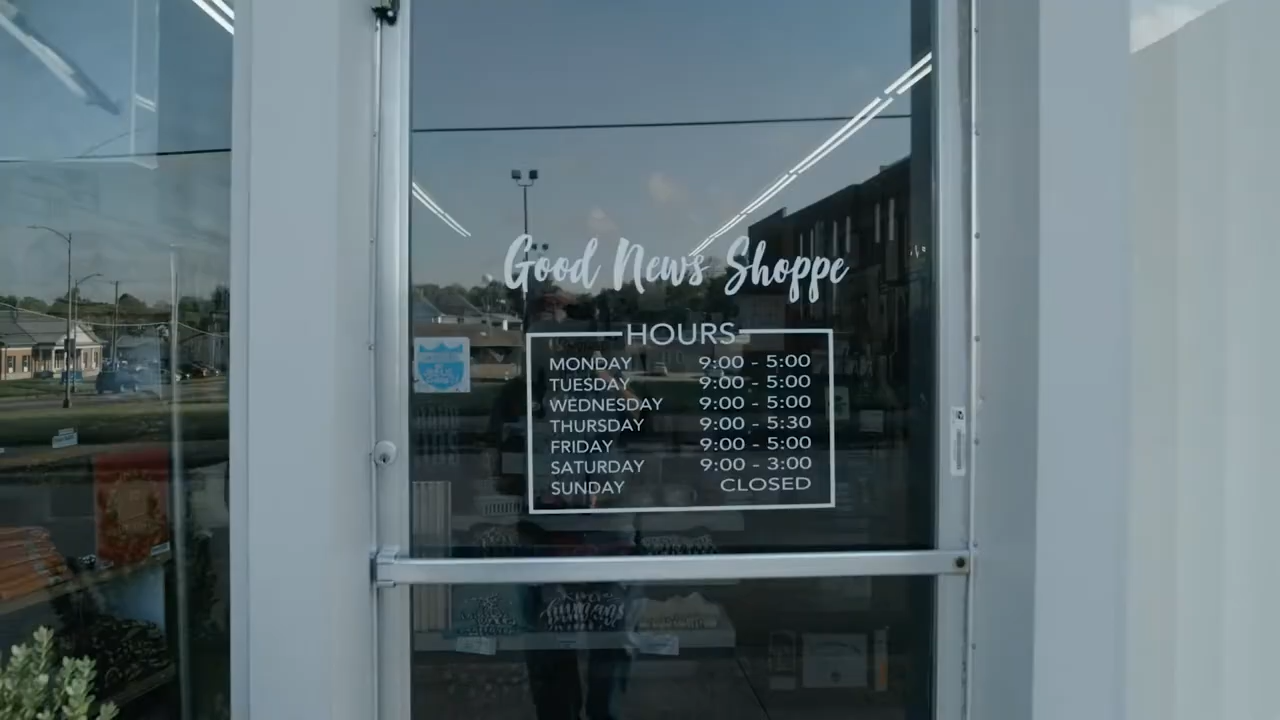 Good News Shoppe
HOURS
MONDAY 9:00 - 5:00
TUESDAY 9:00 - 5:00
WEDNESDAY 9:00 - 5:00
THURSDAY 9:00 - 5:30
FRIDAY 9:00 - 5:00
SATURDAY 9:00 - 3:00
SUNDAY CLOSED
humans